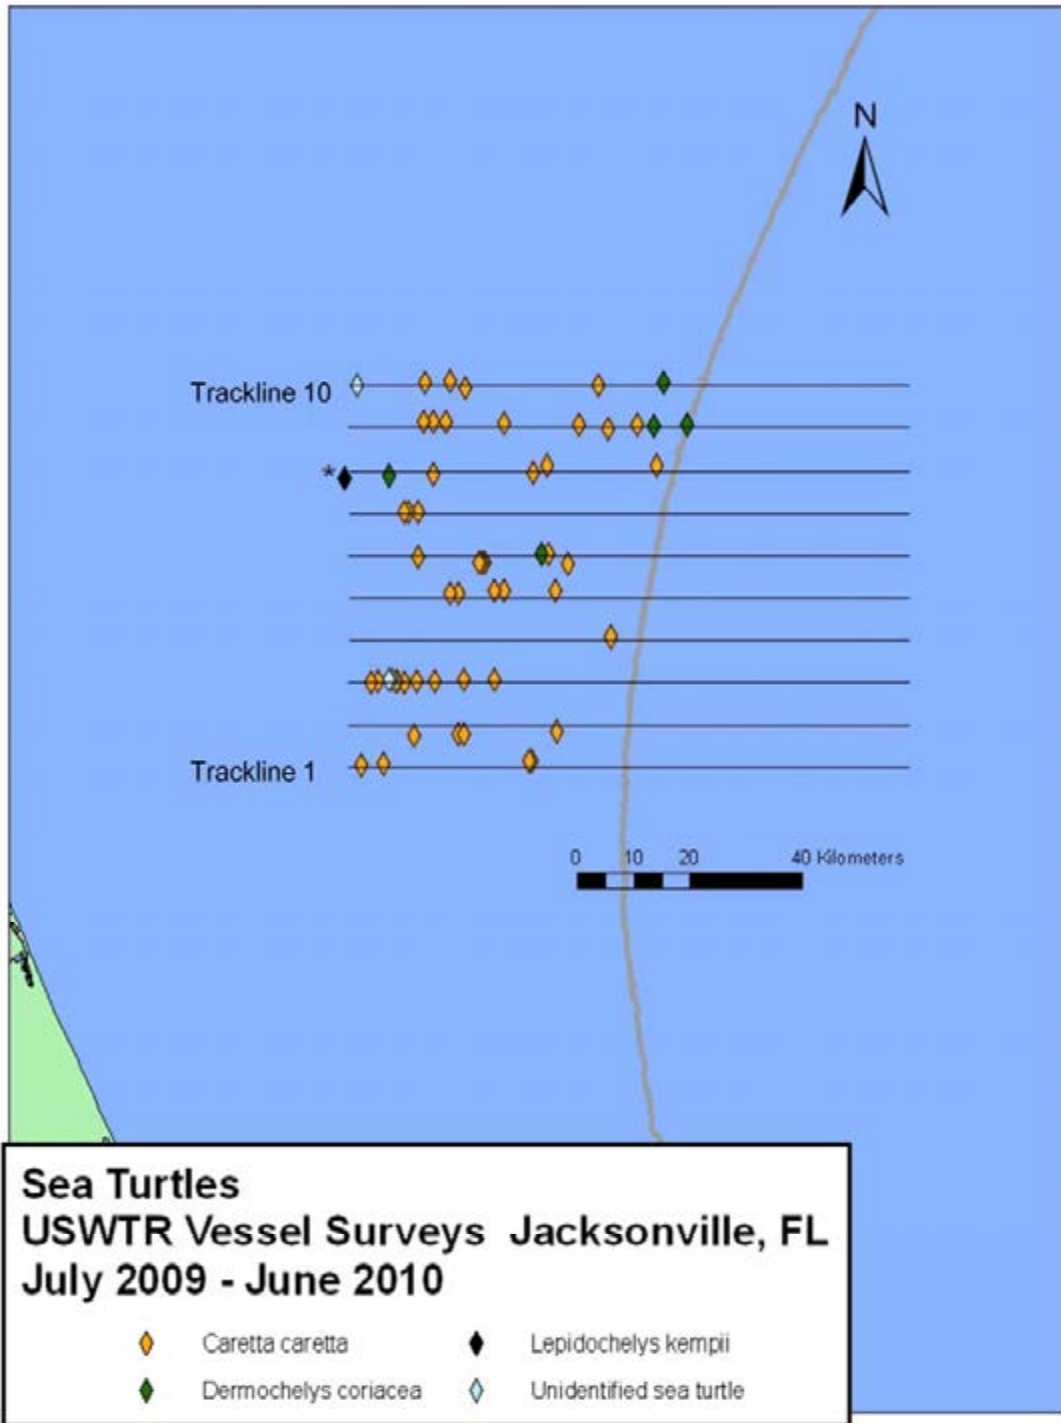 N
Trackline 10
*
Trackline 1
0 10 20 40 Kilometers
Sea Turtles
USWTR Vessel Surveys Jacksonville, FL
July 2009 - June 2010
Caretta caretta
Lepidochelys kempii
Dermochelys coriacea
Unidentified sea turtle